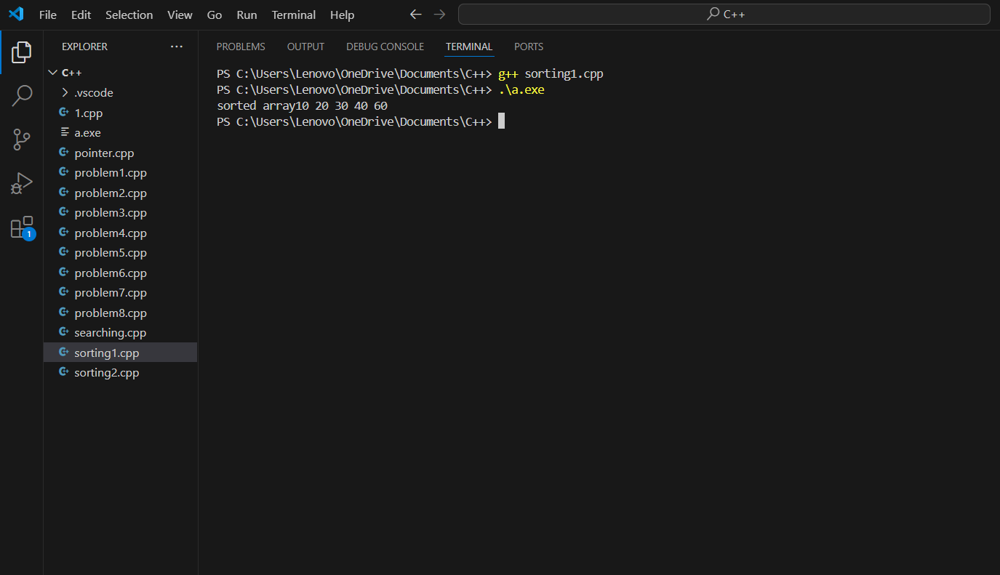 File Edit Selection View Go Run Terminal Help
C++
EXPLORER ...
C++
.vscode
1.cpp
a.exe
pointer.cpp
problem1.cpp
problem2.cpp
problem3.cpp
problem4.cpp
problem5.cpp
problem6.cpp
problem7.cpp
problem8.cpp
searching.cpp
sorting1.cpp
sorting2.cpp
1
PROBLEMS OUTPUT DEBUG CONSOLE TERMINAL PORTS
PS C:\Users\Lenovo\OneDrive\Documents\C++> g++ sorting1.cpp
PS C:\Users\Lenovo\OneDrive\Documents\C++> .\a.exe
sorted array10 20 30 40 60
PS C:\Users\Lenovo\OneDrive\Documents\C++>